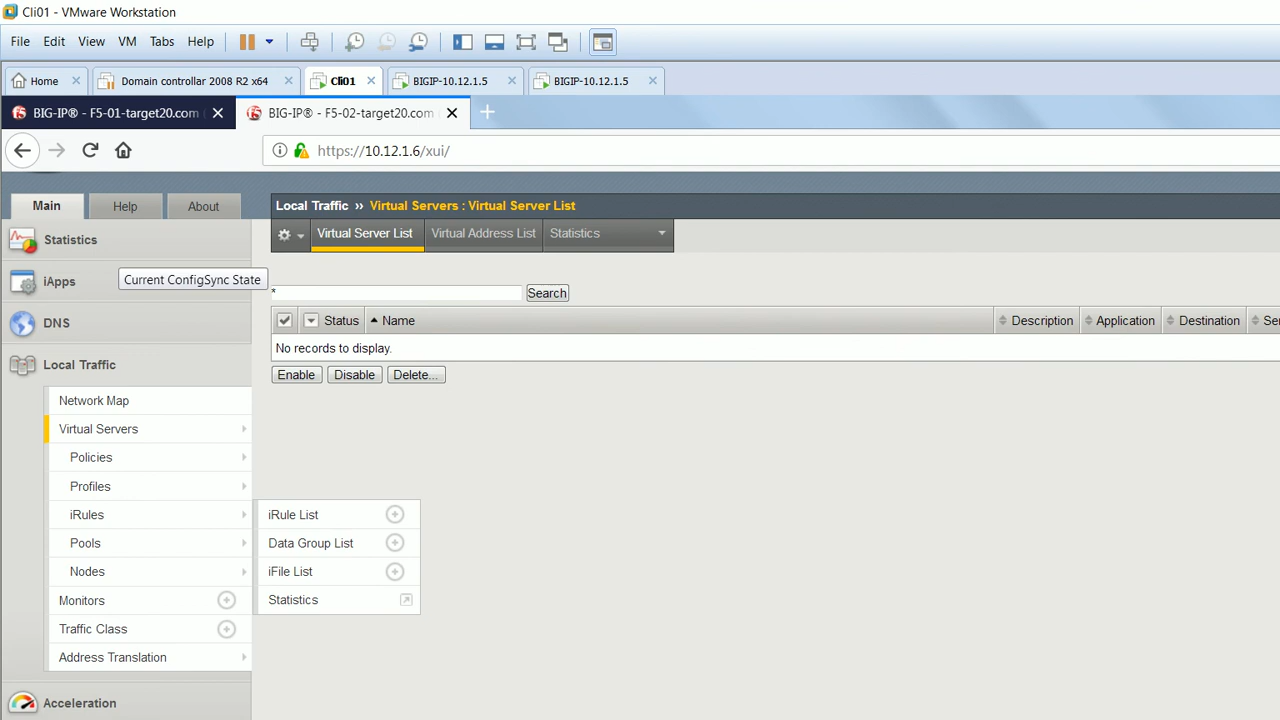 Cli01 - VMware Workstation
File Edit View VM Tabs Help
Home Domain controllar 2008 R2 x64 Cli01 BIGIP-10.12.1.5 BIGIP-10.12.1.5
BIG-IP® - F5-01-target20.com BIG-IP® - F5-02-target20.com
https://10.12.1.6/xui/
Main Help About
Local Traffic ›› Virtual Servers : Virtual Server List
Virtual Server List Virtual Address List Statistics
Statistics
iApps
Current ConfigSync State
* Search
DNS
Status Name Description Application Destination Ser
No records to display.
Local Traffic
Enable Disable Delete...
Network Map
Virtual Servers
Policies
Profiles
iRules
iRule List
Pools
Data Group List
Nodes
iFile List
Monitors
Statistics
Traffic Class
Address Translation
Acceleration